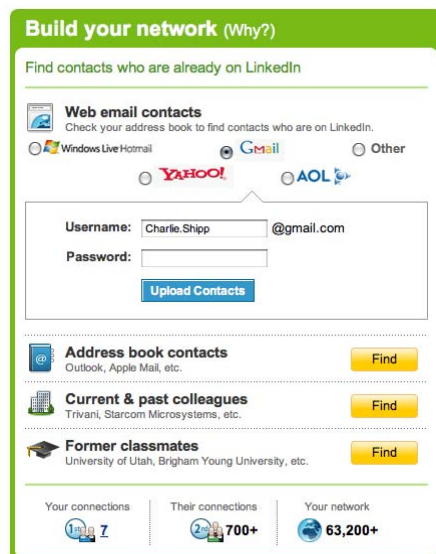 Build your network (Why?)
Find contacts who are already on LinkedIn
Web email contacts
Check your address book to find contacts who are on LinkedIn.
Windows Live Hotmail Gmail Other
YAHOO! AOL
Username: Charlie.Shipp @gmail.com
Password:
Upload Contacts
Address book contacts
Outlook, Apple Mail, etc.
Find
Current & past colleagues
Trivani, Starcom Microsystems, etc.
Find
Former classmates
University of Utah, Brigham Young University, etc.
Find
Your connections Their connections Your network
1st 7 2nd 700+ 63,200+